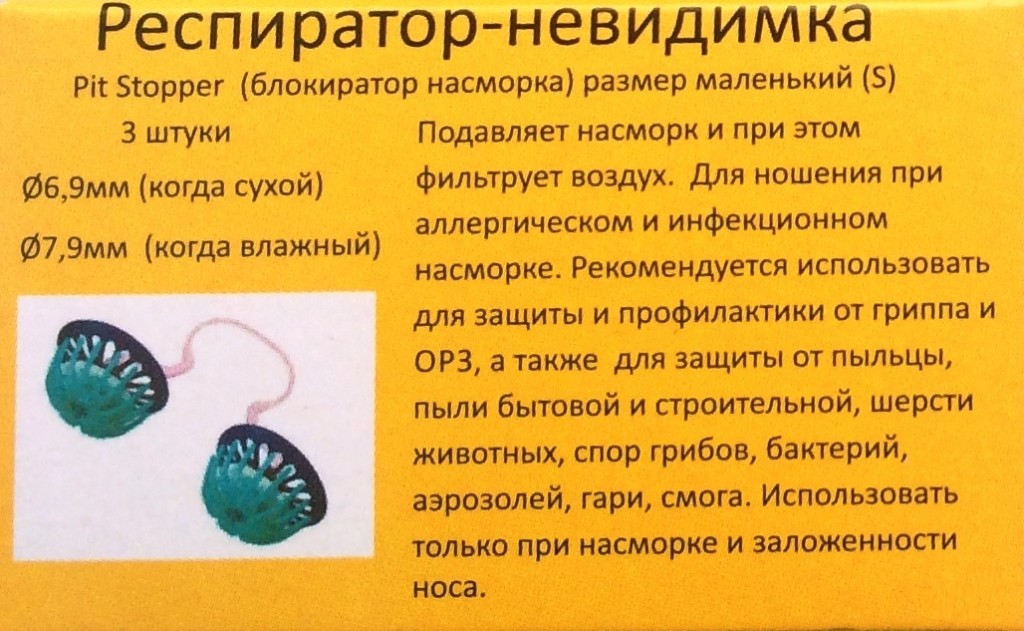 Респиратор-невидимка
Pit Stopper (блокиратор насморка) размер маленький (S)
3 штуки
Ø6,9мм (когда сухой)
Ø7,9мм (когда влажный)
Подавляет насморк и при этом
фильтрует воздух. Для ношения при
аллергическом и инфекционном
насморке. Рекомендуется использовать
для защиты и профилактики от гриппа и
ОРЗ, а также для защиты от пыльцы,
пыли бытовой и строительной, шерсти
животных, спор грибов, бактерий,
аэрозолей, гари, смога. Использовать
только при насморке и заложенности
носа.